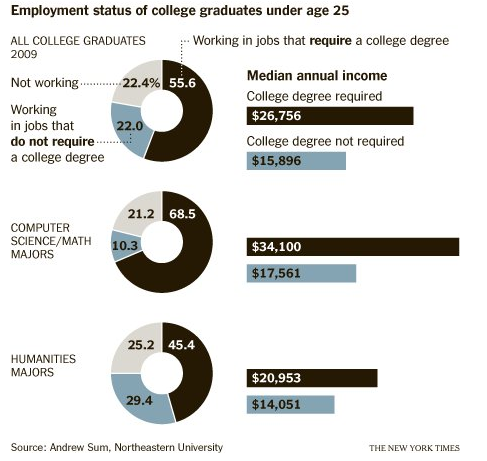 Employment status of college graduates under age 25
ALL COLLEGE GRADUATES
2009
Working in jobs that require a college degree
Not working
22.4%
55.6
Working
in jobs that
do not require
a college degree
22.0
Median annual income
College degree required
$26,756
College degree not required
$15,896
COMPUTER
SCIENCE/MATH
MAJORS
21.2
68.5
10.3
$34,100
$17,561
HUMANITIES
MAJORS
25.2
45.4
29.4
$20,953
$14,051
Source: Andrew Sum, Northeastern University
THE NEW YORK TIMES